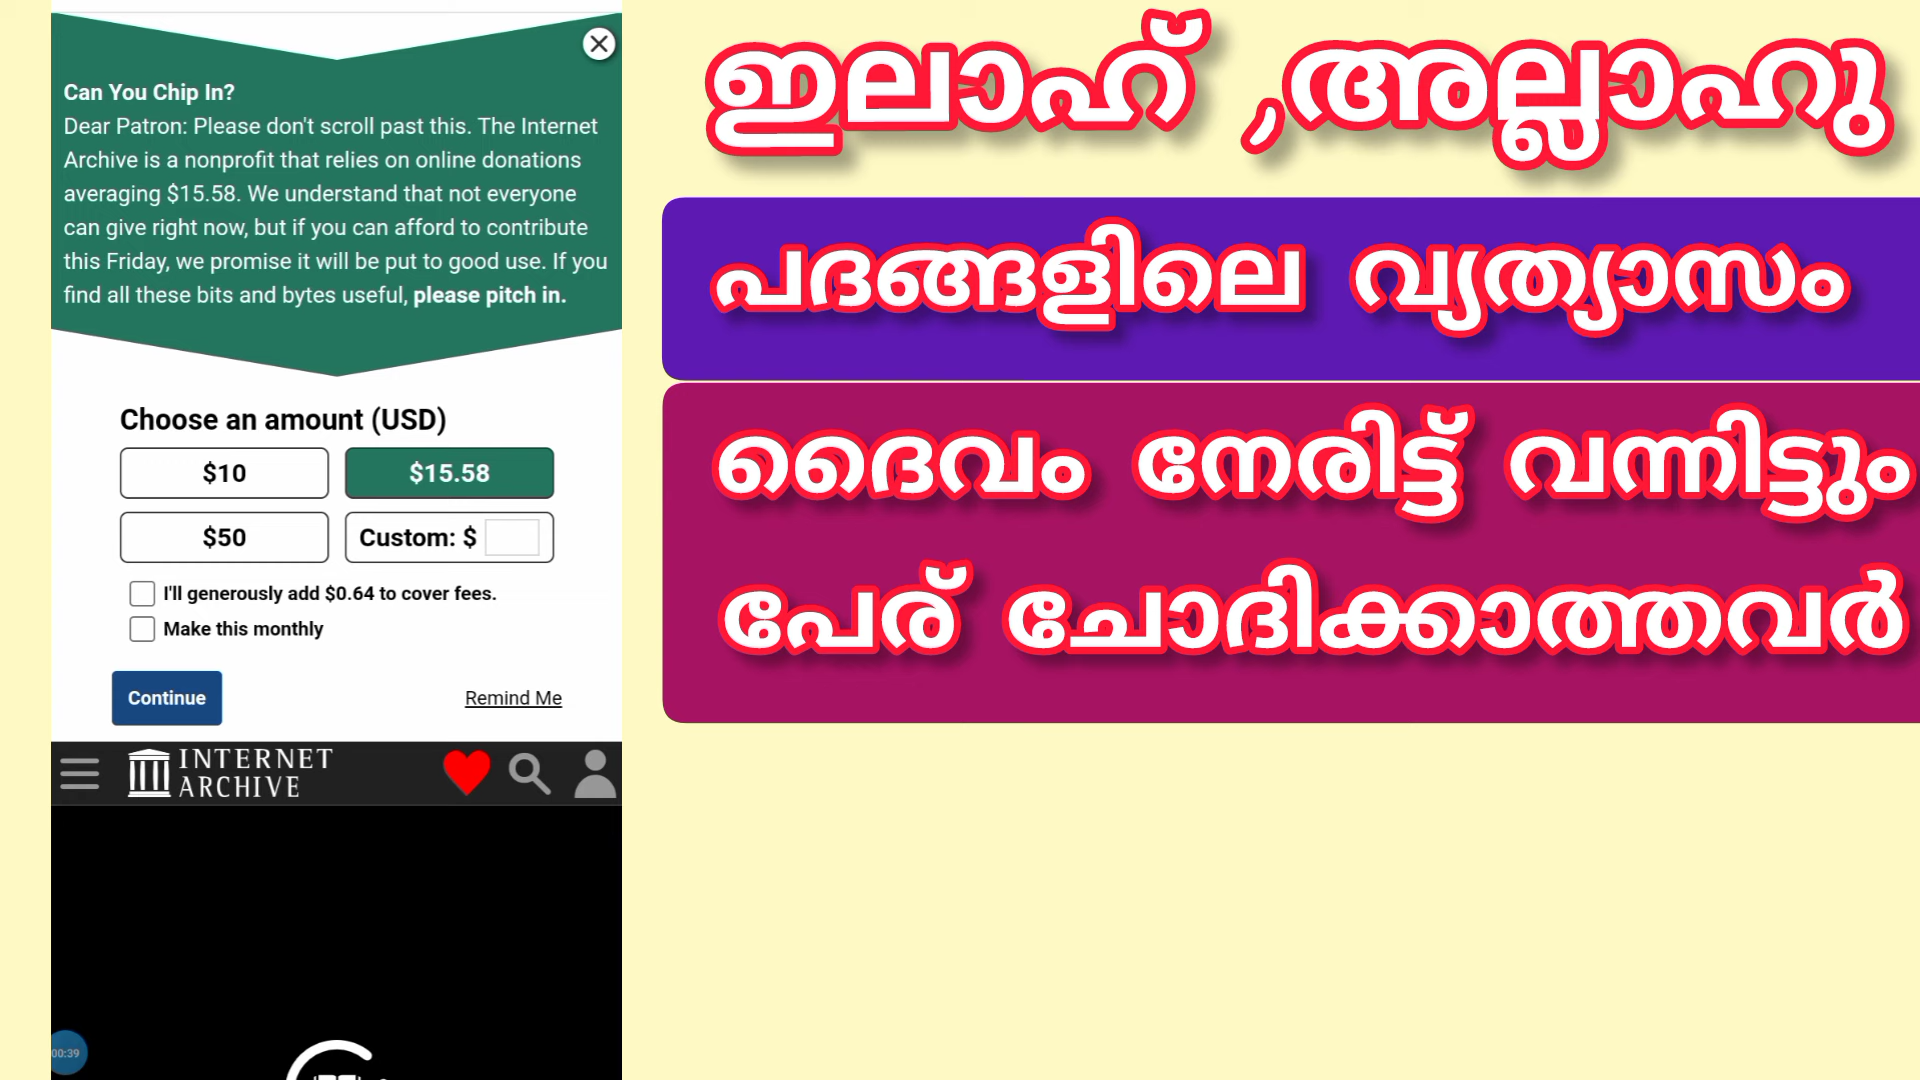 Can You Chip In?
Dear Patron: Please don't scroll past this. The Internet
Archive is a nonprofit that relies on online donations
averaging $15.58. We understand that not everyone
can give right now, but if you can afford to contribute
this Friday, we promise it will be put to good use. If you
find all these bits and bytes useful, please pitch in.
Choose an amount (USD)
$10
$15.58
$50
Custom: $
I'll generously add $0.64 to cover fees.
Make this monthly
Continue
Remind Me
INTERNET
ARCHIVE
00:39
ഇലാഹ് ,അല്ലാഹു
പദങ്ങളിലെ വ്യത്യാസം
ദൈവം നേരിട്ട് വന്നിട്ടും
പേര് ചോദിക്കാത്തവർ